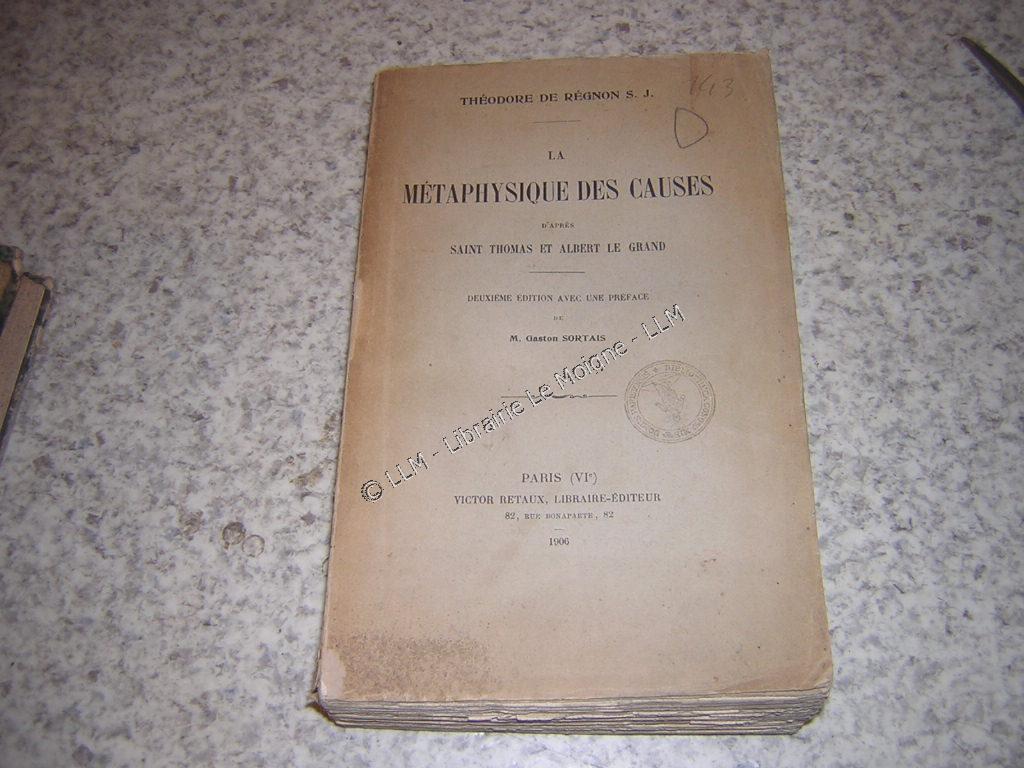 THÉODORE DE RÉGNON S. J.
LA
MÉTAPHYSIQUE DES CAUSES
D'APRÈS
SAINT THOMAS ET ALBERT LE GRAND
DEUXIÈME ÉDITION AVEC UNE PRÉFACE
DE
M. Gaston SORTAIS
© LLM - Librairie Le Moigne - LLM
PARIS (VIe)
VICTOR RETAUX, LIBRAIRE-ÉDITEUR
82, RUE BONAPARTE, 82
1906